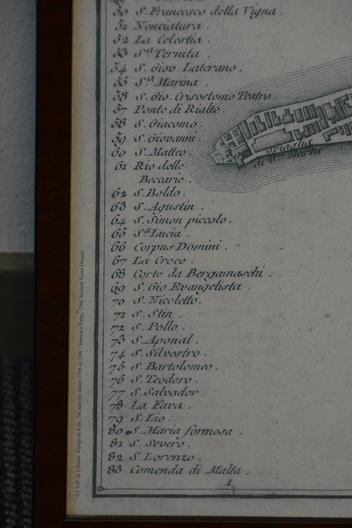 50 S. Francesco della Vigna.
51 Nonciatura.
52 La Celestia
53 S.ta Ternita.
54 S. Giov. Laterano.
55 S.ta Marina.
56 S. Gio. Crisostomo Teatro.
57 Ponte di Rialto
58 S. Giacomo
59 S. Giovanni
60 S. Matteo
61 Rio delle
Beccarie.
62 S. Boldo.
63 S. Agustin.
64 S. Simon piccolo.
65 S.ta Lucia.
66 Corpus Domini.
67 La Croce.
68 Corte da Bergamaschi.
69 S. Gio Evangelista.
70 S. Nicoletto.
71 S. Stin.
72 S. Pollo.
73 S. Aponal.
74 S. Silvestro.
75 S. Bartolomeo.
76 S. Teodoro.
77 S. Salvador.
78 La Fava.
79 S. Lio.
80 S. Maria formosa.
81 S. Severo.
82 S. Lorenzo.
83 Comenda di Malta.
1